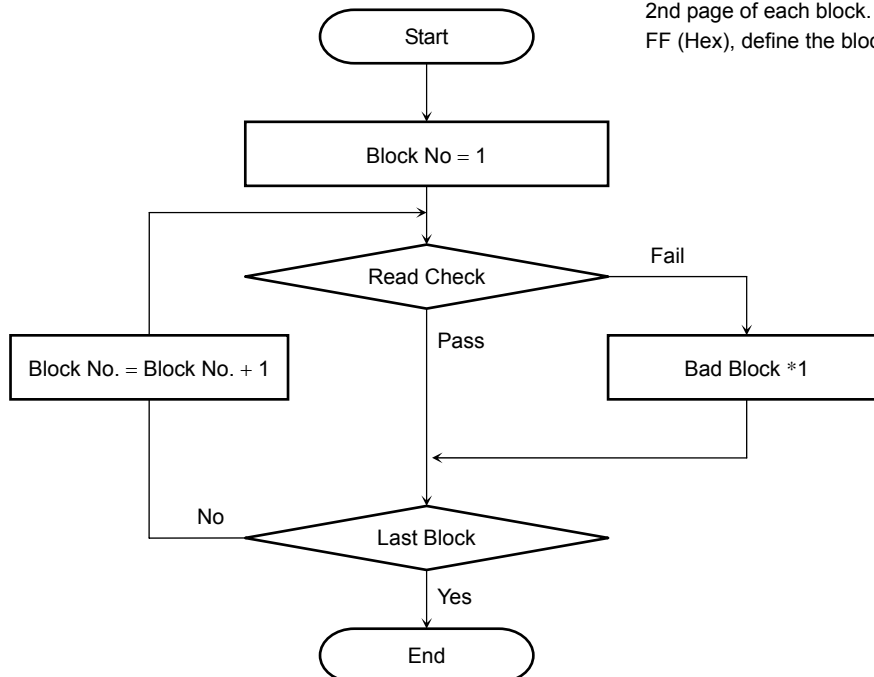 2nd page of each block.
FF (Hex), define the bloc
Start
Block No = 1
Read Check
Fail
Pass
Block No. = Block No. + 1
Bad Block *1
No
Last Block
Yes
End